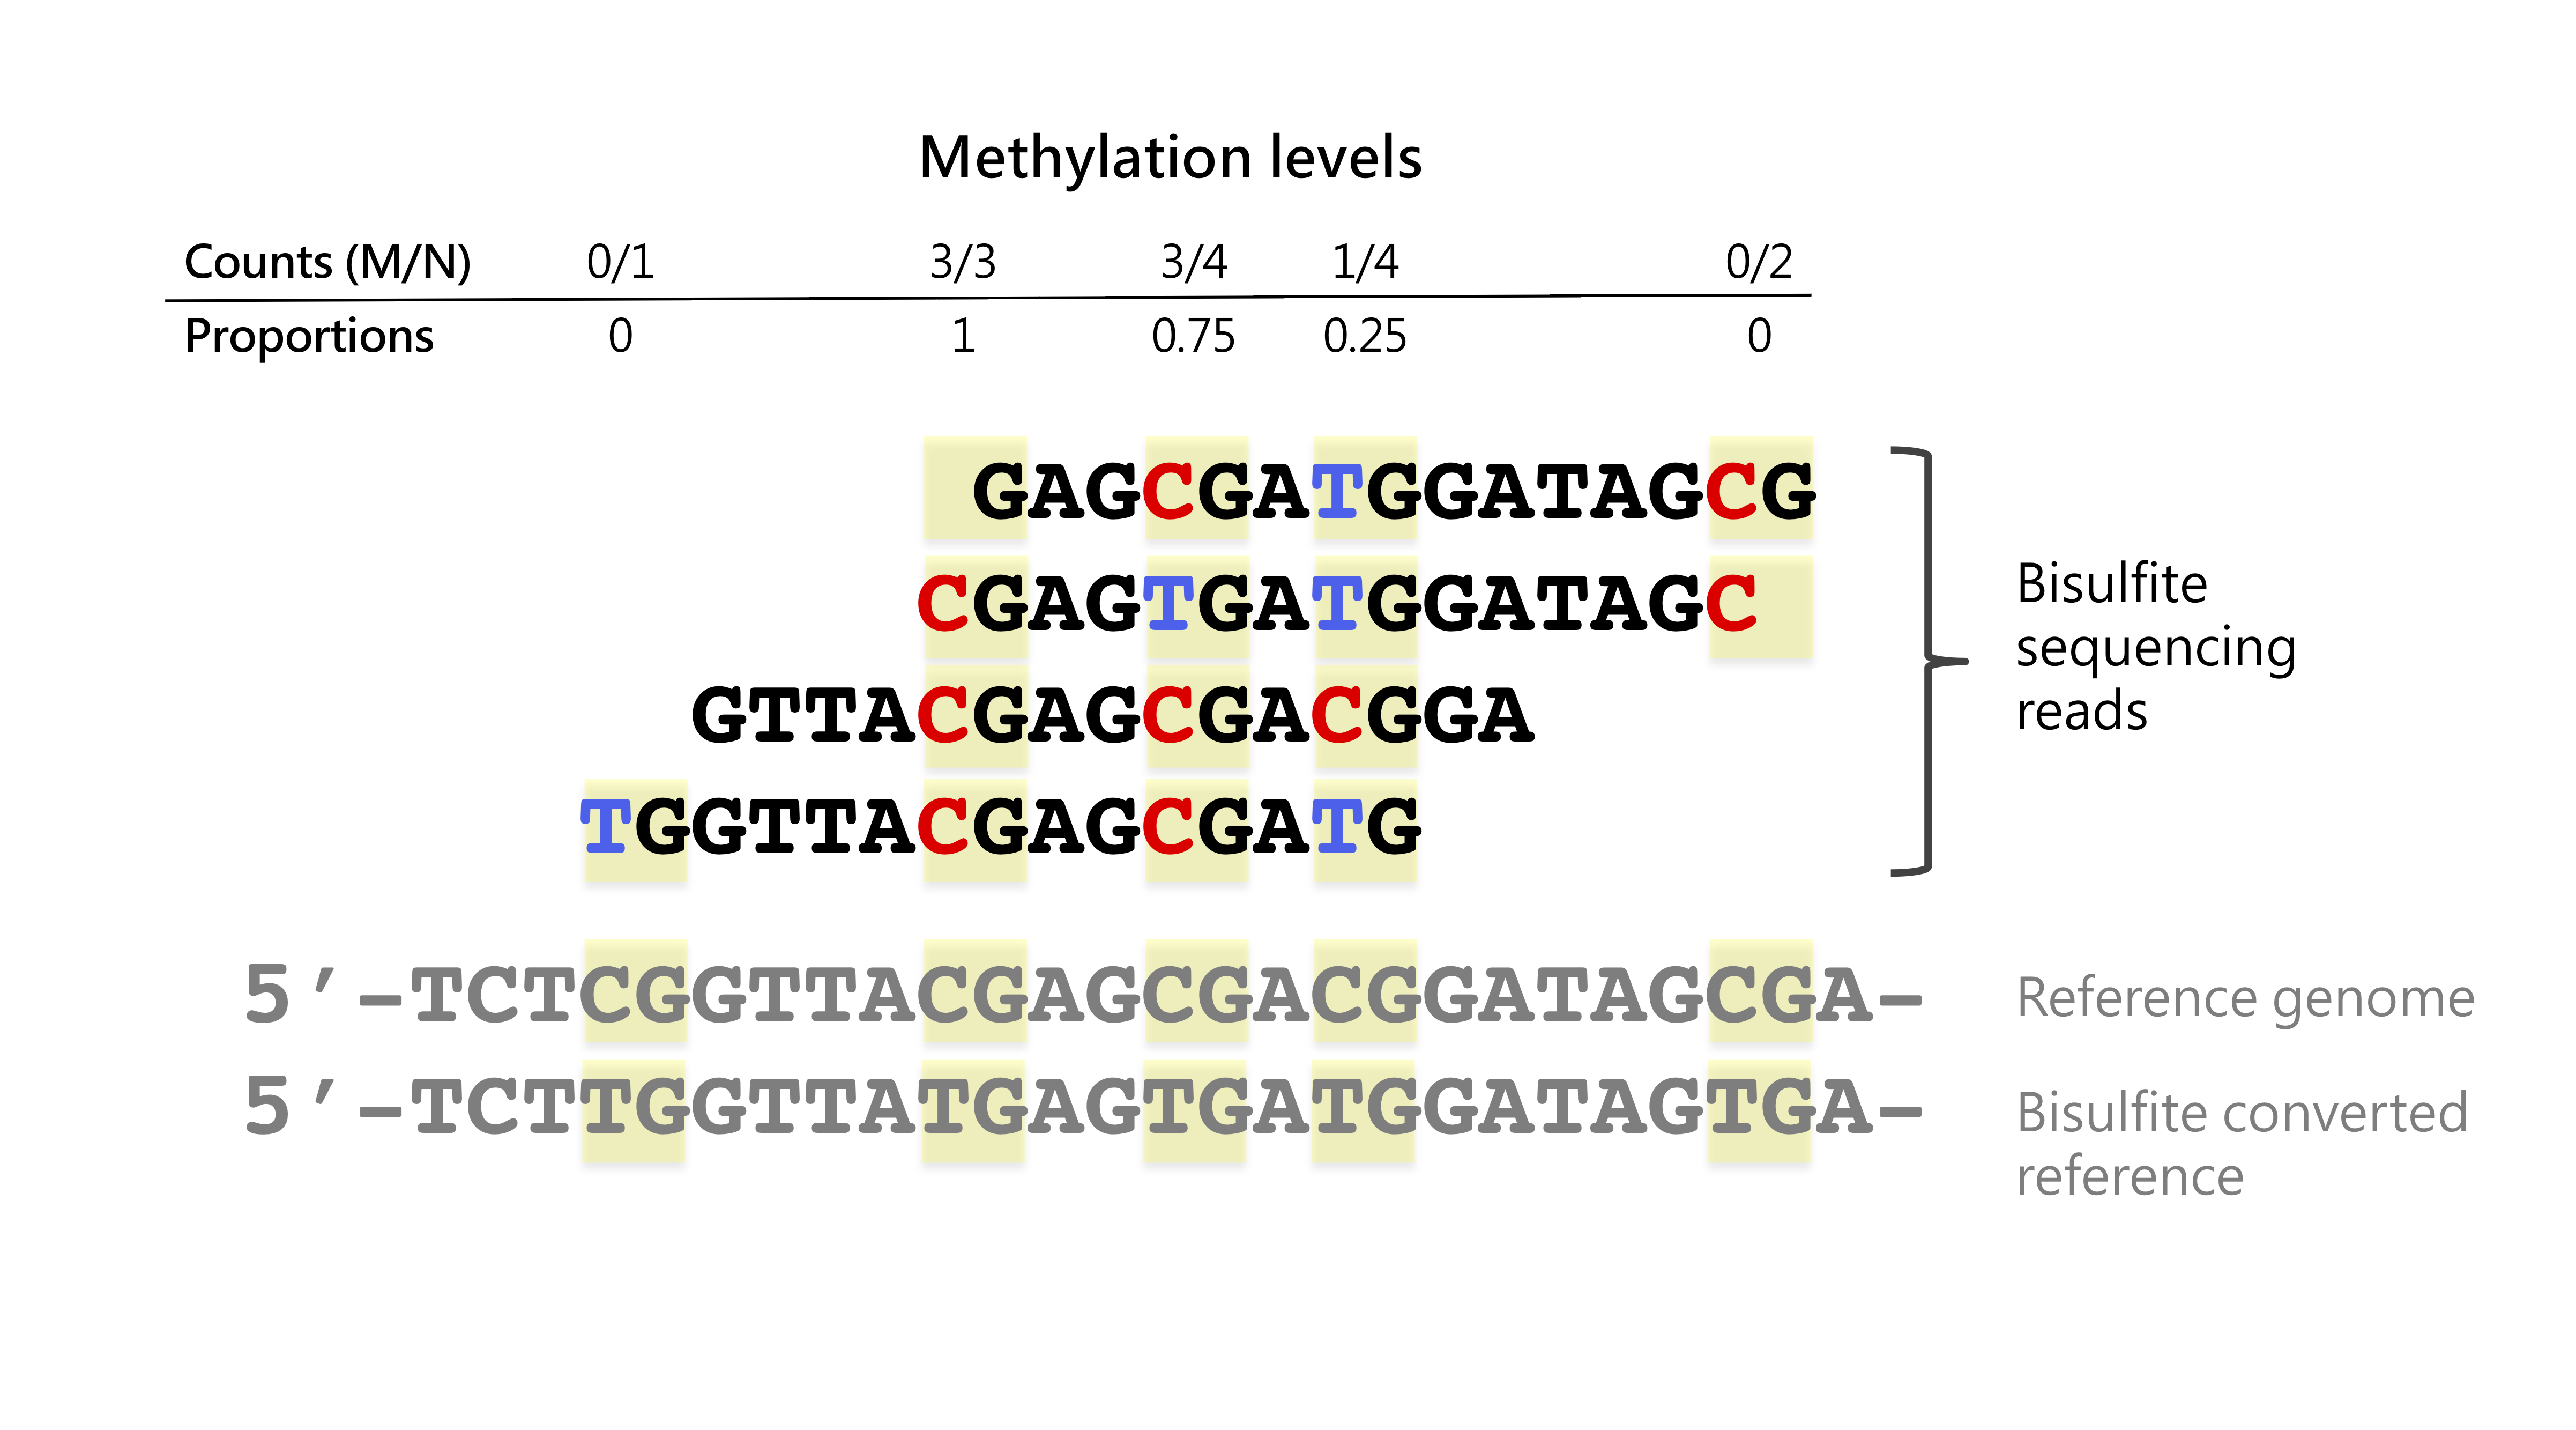 Methylation levels
Counts (M/N) 0/1 3/3 3/4 1/4 0/2
Proportions 0 1 0.75 0.25 0
GAGCGATGGATAGCG
CGAGTGATGGATAGC
GTTACGAGCGACGGA
TGGTTACGAGCGATG
Bisulfite
sequencing
reads
5′-TCTCGGTTACGAGCGACGGATAGCGA- Reference genome
5′-TCTTGGTTATGAGTGATGGATAGTGA- Bisulfite converted
reference